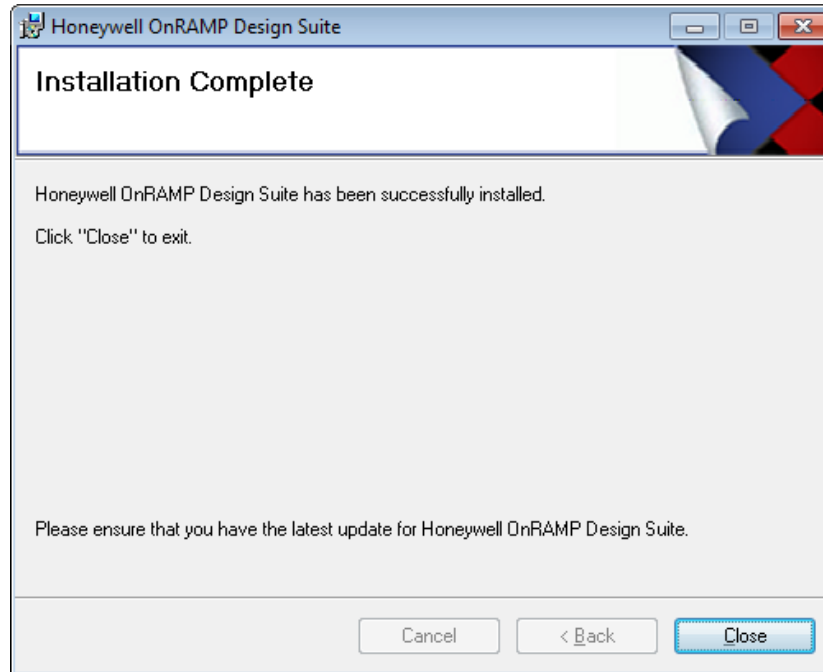 Honeywell OnRAMP Design Suite
Installation Complete
Honeywell OnRAMP Design Suite has been successfully installed.
Click "Close" to exit.
Please ensure that you have the latest update for Honeywell OnRAMP Design Suite.
Cancel
< Back
Close